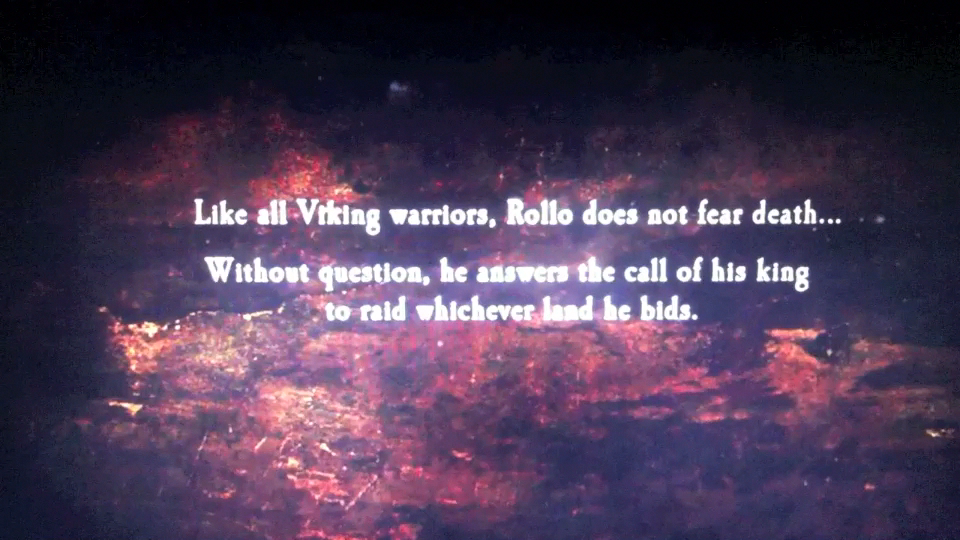 Like all Viking warriors, Rollo does not fear death...
Without question, he answers the call of his king
to raid whichever land he bids.